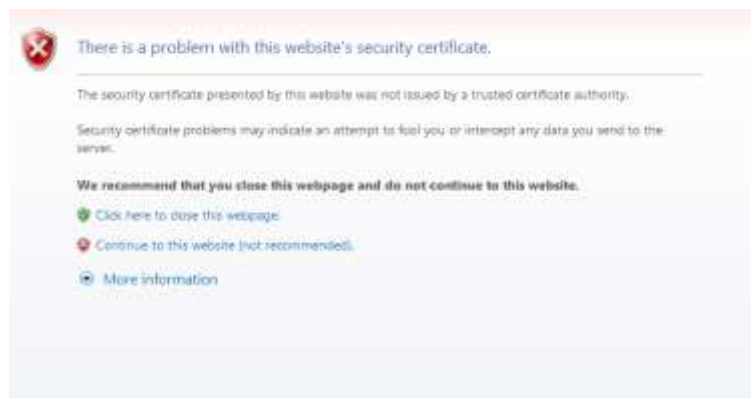 There is a problem with this website's security certificate.
The security certificate presented by this website was not issued by a trusted certificate authority.
Security certificate problems may indicate an attempt to fool you or intercept any data you send to the
server.
We recommend that you close this webpage and do not continue to this website.
Click here to close this webpage.
Continue to this website (not recommended).
More information